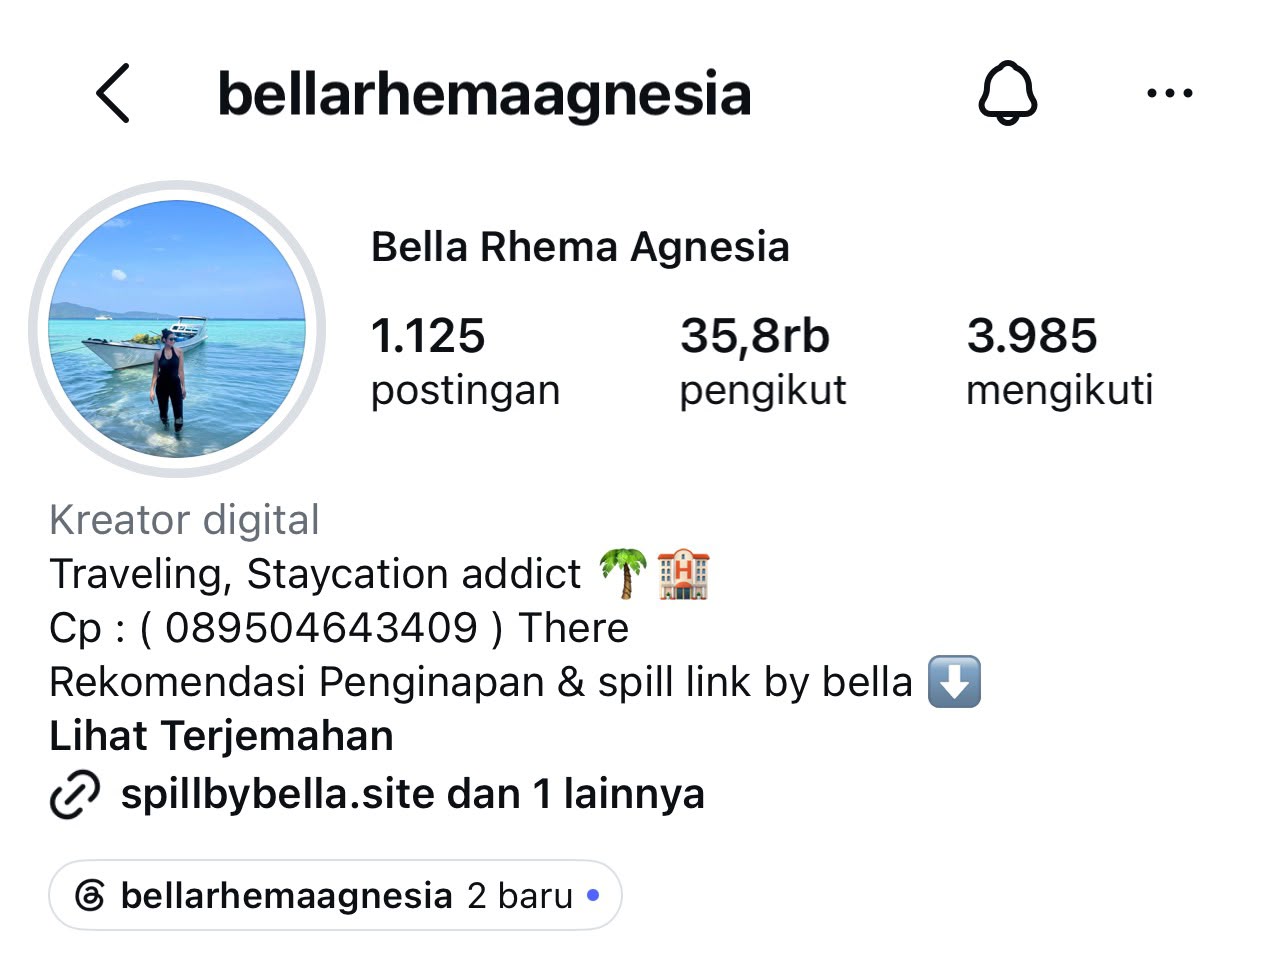 bellarhemaagnesia
Bella Rhema Agnesia
1.125 35,8rb 3.985
postingan pengikut mengikuti
Kreator digital
Traveling, Staycation addict 🌴🏨
Cp : ( 089504643409 ) There
Rekomendasi Penginapan & spill link by bella ⬇️
Lihat Terjemahan
spillbybella.site dan 1 lainnya
bellarhemaagnesia 2 baru